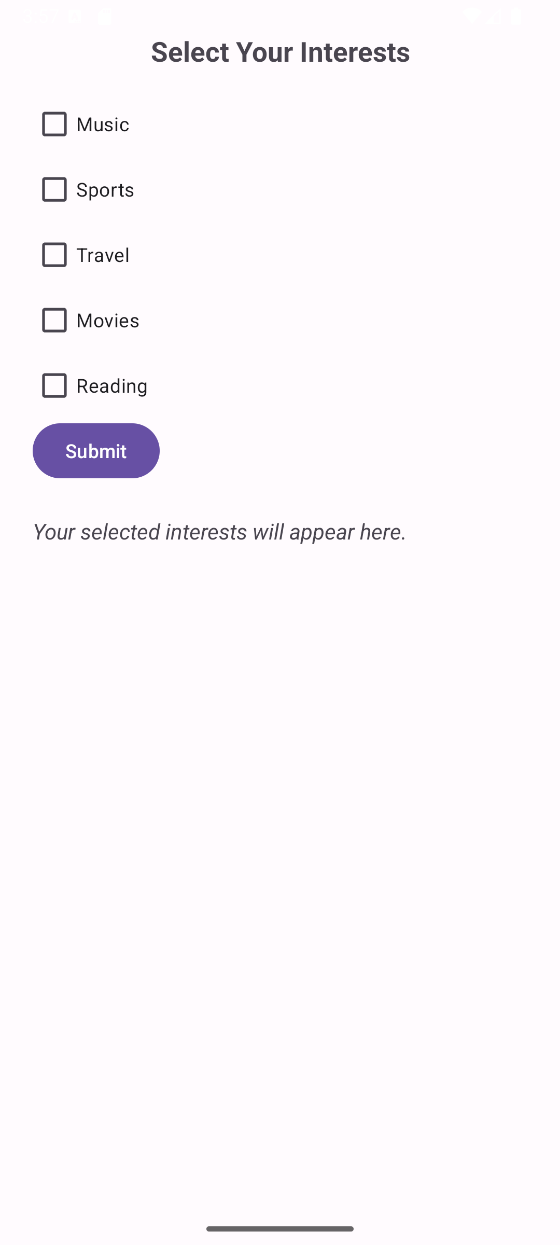 Select Your Interests
Music
Sports
Travel
Movies
Reading
Submit
Your selected interests will appear here.